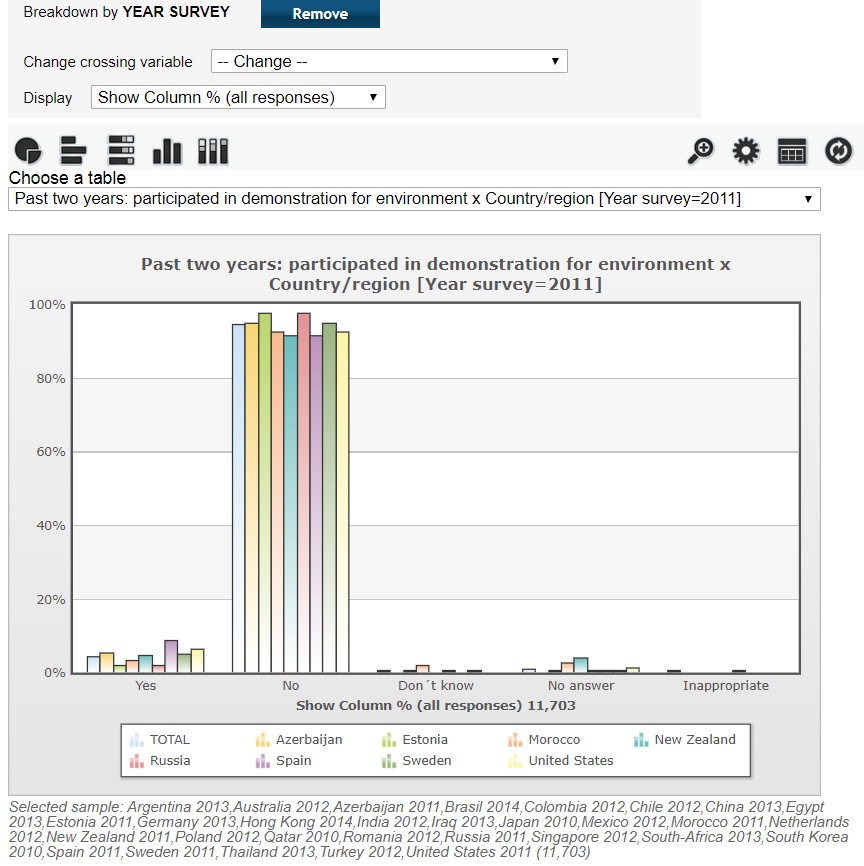 Breakdown by YEAR SURVEY
Remove
Change crossing variable
-- Change --
Display
Show Column % (all responses)
Choose a table
Past two years: participated in demonstration for environment x Country/region [Year survey=2011]
Past two years: participated in demonstration for environment x
Country/region [Year survey=2011]
100%
80%
60%
40%
20%
0%
Yes
No
Don´t know
No answer
Inappropriate
Show Column % (all responses) 11,703
TOTAL
Azerbaijan
Estonia
Morocco
New Zealand
Russia
Spain
Sweden
United States
Selected sample: Argentina 2013,Australia 2012,Azerbaijan 2011,Brasil 2014,Colombia 2012,Chile 2012,China 2013,Egypt
2013,Estonia 2011,Germany 2013,Hong Kong 2014,India 2012,Iraq 2013,Japan 2010,Mexico 2012,Morocco 2011,Netherlands
2012,New Zealand 2011,Poland 2012,Qatar 2010,Romania 2012,Russia 2011,Singapore 2012,South-Africa 2013,South Korea
2010,Spain 2011,Sweden 2011,Thailand 2013,Turkey 2012,United States 2011 (11,703)